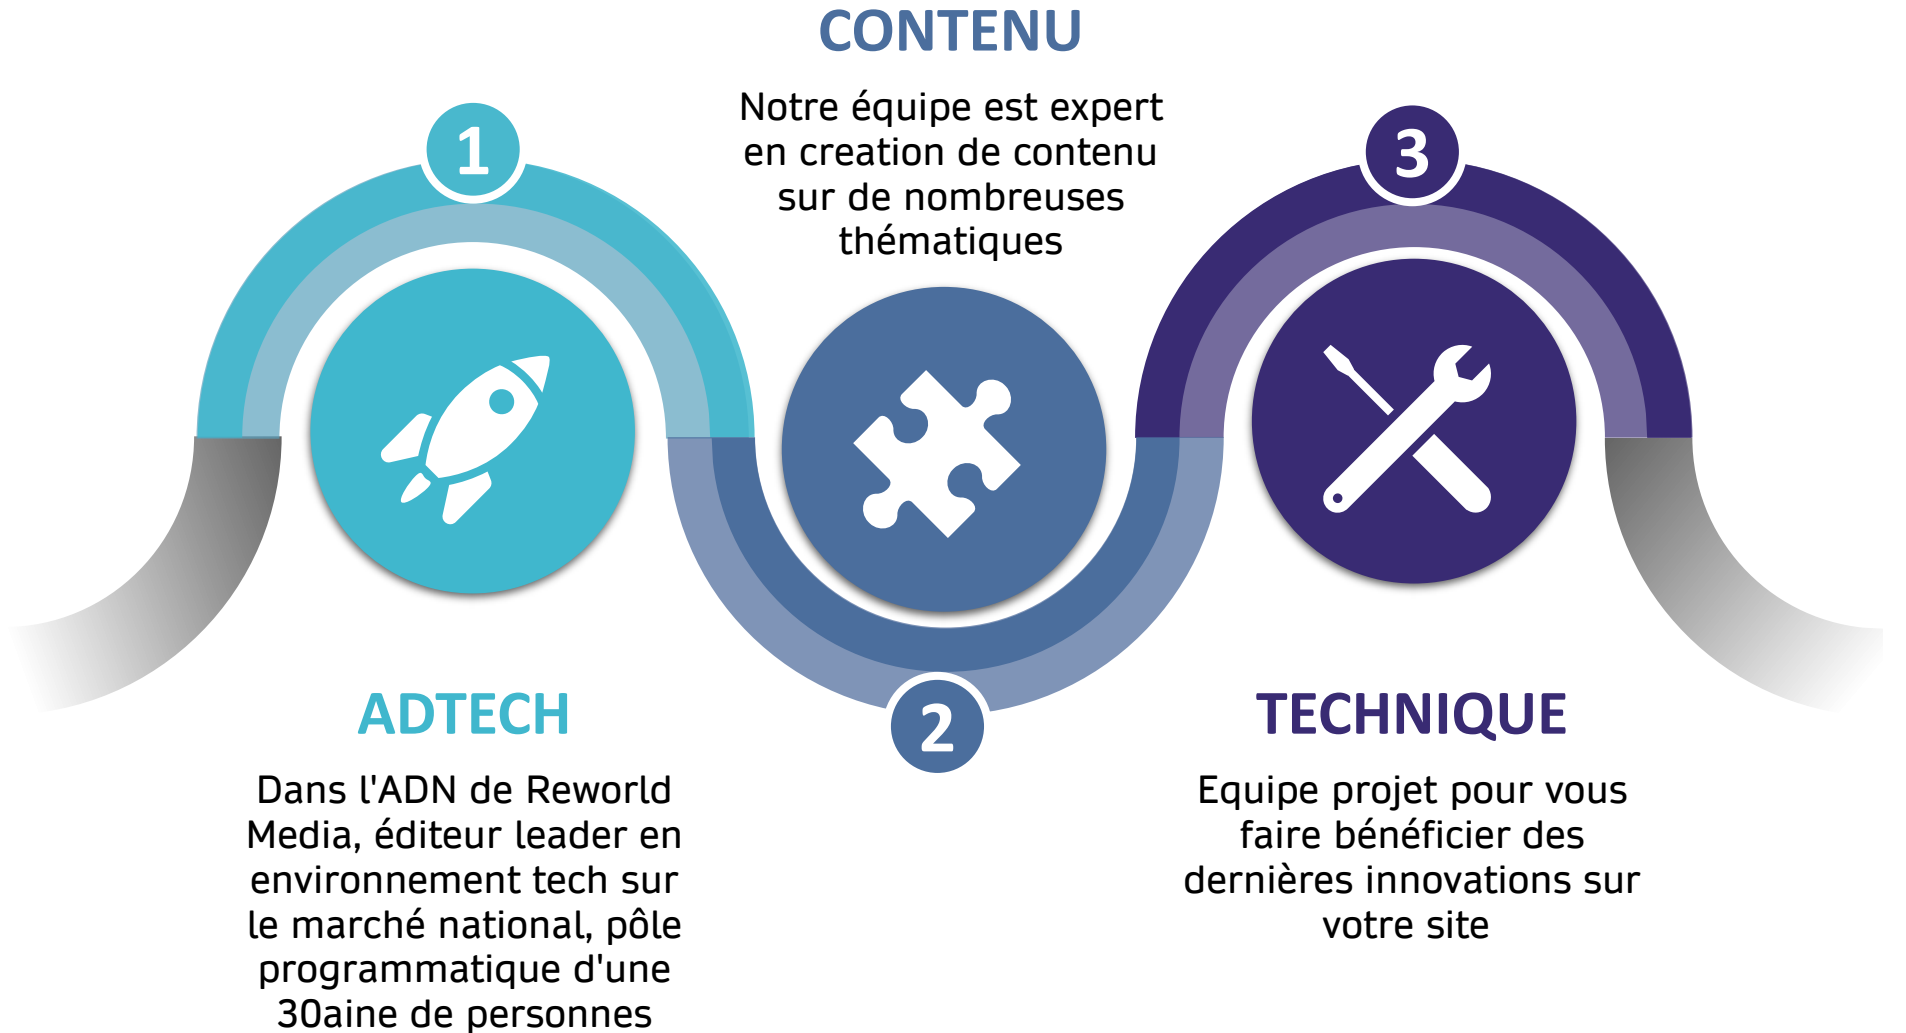 1
ADTECH
Dans l'ADN de Reworld
Media, éditeur leader en
environnement tech sur
le marché national, pôle
programmatique d'une
30aine de personnes
CONTENU
Notre équipe est expert
en creation de contenu
sur de nombreuses
thématiques
2
3
TECHNIQUE
Equipe projet pour vous
faire bénéficier des
dernières innovations sur
votre site